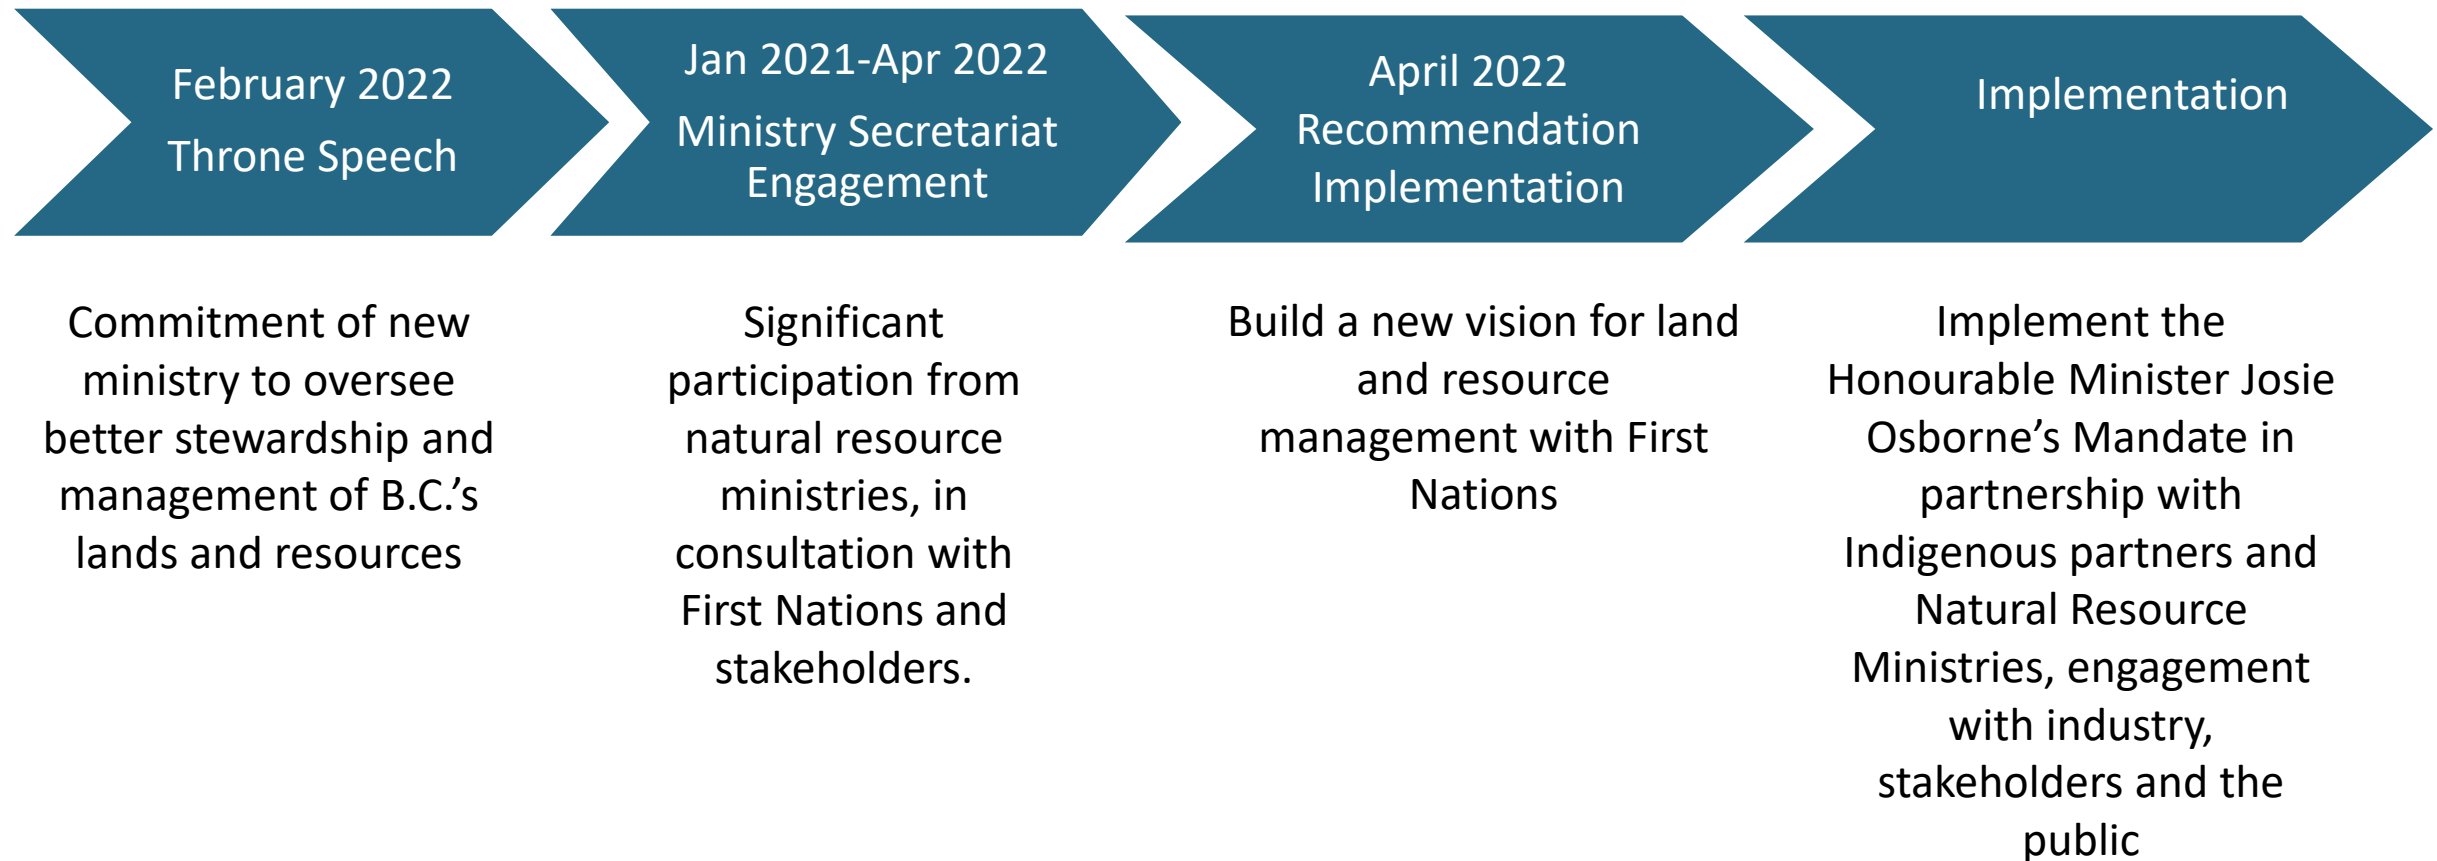 February 2022
Throne Speech
Commitment of new
ministry to oversee
better stewardship and
management of B.C.’s
lands and resources
Jan 2021-Apr 2022
Ministry Secretariat
Engagement
Significant
participation from
natural resource
ministries, in
consultation with
First Nations and
stakeholders.
April 2022
Recommendation
Implementation
Build a new vision for land
and resource
management with First
Nations
Implementation
Implement the
Honourable Minister Josie
Osborne’s Mandate in
partnership with
Indigenous partners and
Natural Resource
Ministries, engagement
with industry,
stakeholders and the
public